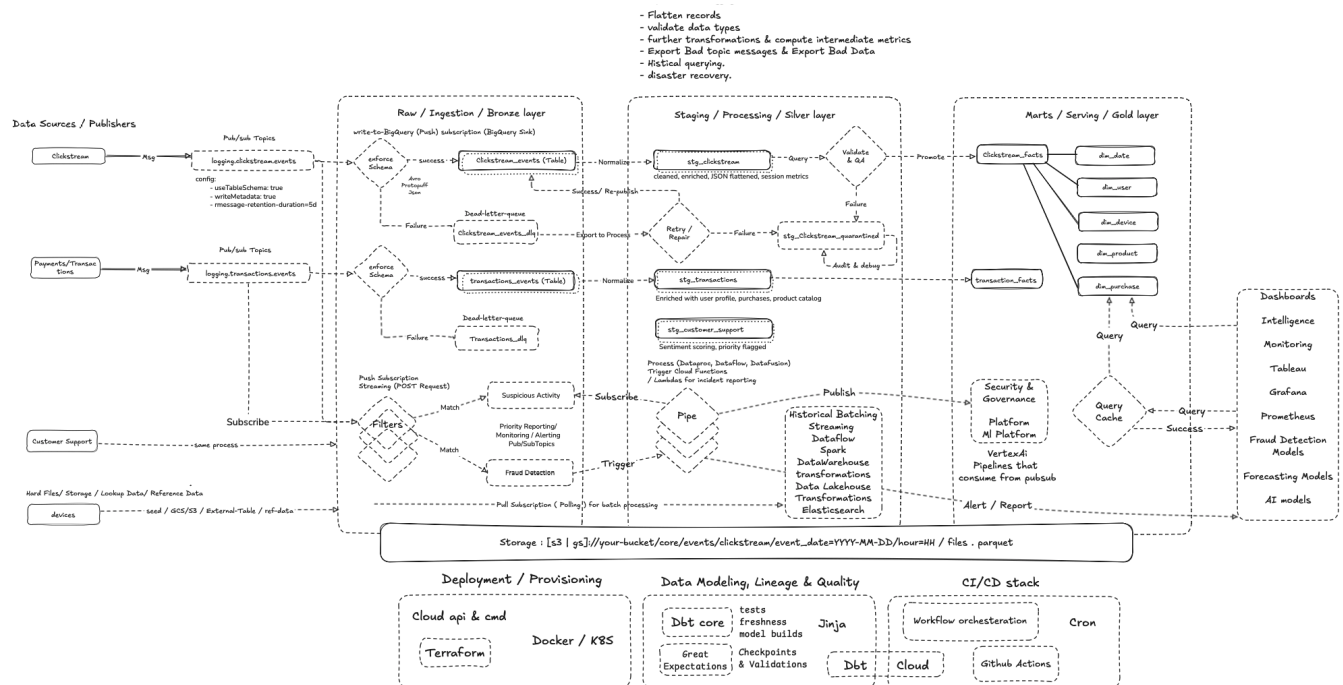 - Flatten records
- validate data types
- further transformations & compute intermediate metrics
- Export Bad topic messages & Export Bad Data
- Histical querying.
- disaster recovery.
Data Sources / Publishers
Clickstream
Msg
Pub/sub Topics
logging.clickstream.events
config:
- useTableSchema: true
- writeMetadata: true
- rmessage-retention-duration=5d
Payments/Transac
tions
Msg
Pub/sub Topics
logging.transactions.events
Subscribe
Customer Support
same process
Hard Files/ Storage / Lookup Data/ Reference Data
devices
seed / GCS/S3 / External-Table / ref-data
Raw / Ingestion / Bronze layer
write-to-BigQuery (Push) subscription (BigQuery Sink)
enforce
Schema
success
Avro
Protopuff
Json
Clickstream_events (Table)
Normalize
Failure
Dead-letter-queue
Clickstream_events_dlq
Export to Process
Success/ Re-publish
enforce
Schema
success
transactions_events (Table)
Normalize
Failure
Dead-letter-queue
Transactions_dlq
Push Subscription
Streaming (POST Request)
Filters
Match
Match
Suspicious Activity
Priority Reporting/
Monitoring / Alerting
Pub/SubTopics
Fraud Detection
Subscribe
Trigger
Pull Subscription ( Polling ) for batch processing
Staging / Processing / Silver layer
stg_clickstream
cleaned, enriched, JSON flattened, session metrics
Query
Validate
& QA
Promote
Failure
Retry /
Repair
Failure
stg_Clickstream_quarantined
Audit & debug
stg_transactions
Enriched with user profile, purchases, product catalog
stg_customer_support
Sentiment scoring, priority flagged
Process (Dataproc, Dataflow, Datafusion)
Trigger Cloud Functions
/ Lambdas for incident reporting
Pipe
Publish
Historical Batching
Streaming
Dataflow
Spark
DataWarehouse
transformations
Data Lakehouse
Transformations
Elasticsearch
Marts / Serving / Gold layer
Clickstream_facts
dim_date
dim_user
dim_device
dim_product
dim_purchase
transaction_facts
Query
Query
Security &
Governance
Platform
Ml Platform
VertexAi
Pipelines that
consume from pubsub
Query
Cache
Query
Success
Alert / Report
Dashboards
Intelligence
Monitoring
Tableau
Grafana
Prometheus
Fraud Detection
Models
Forecasting Models
AI models
Storage : [s3 | gs]://your-bucket/core/events/clickstream/event_date=YYYY-MM-DD/hour=HH / files . parquet
Deployment / Provisioning
Cloud api & cmd
Terraform
Docker / K8S
Data Modeling, Lineage & Quality
Dbt core
tests
freshness
model builds
Jinja
Great
Expectations
Checkpoints
& Validations
Dbt Cloud
CI/CD stack
Workflow orchesteration
Cron
Github Actions